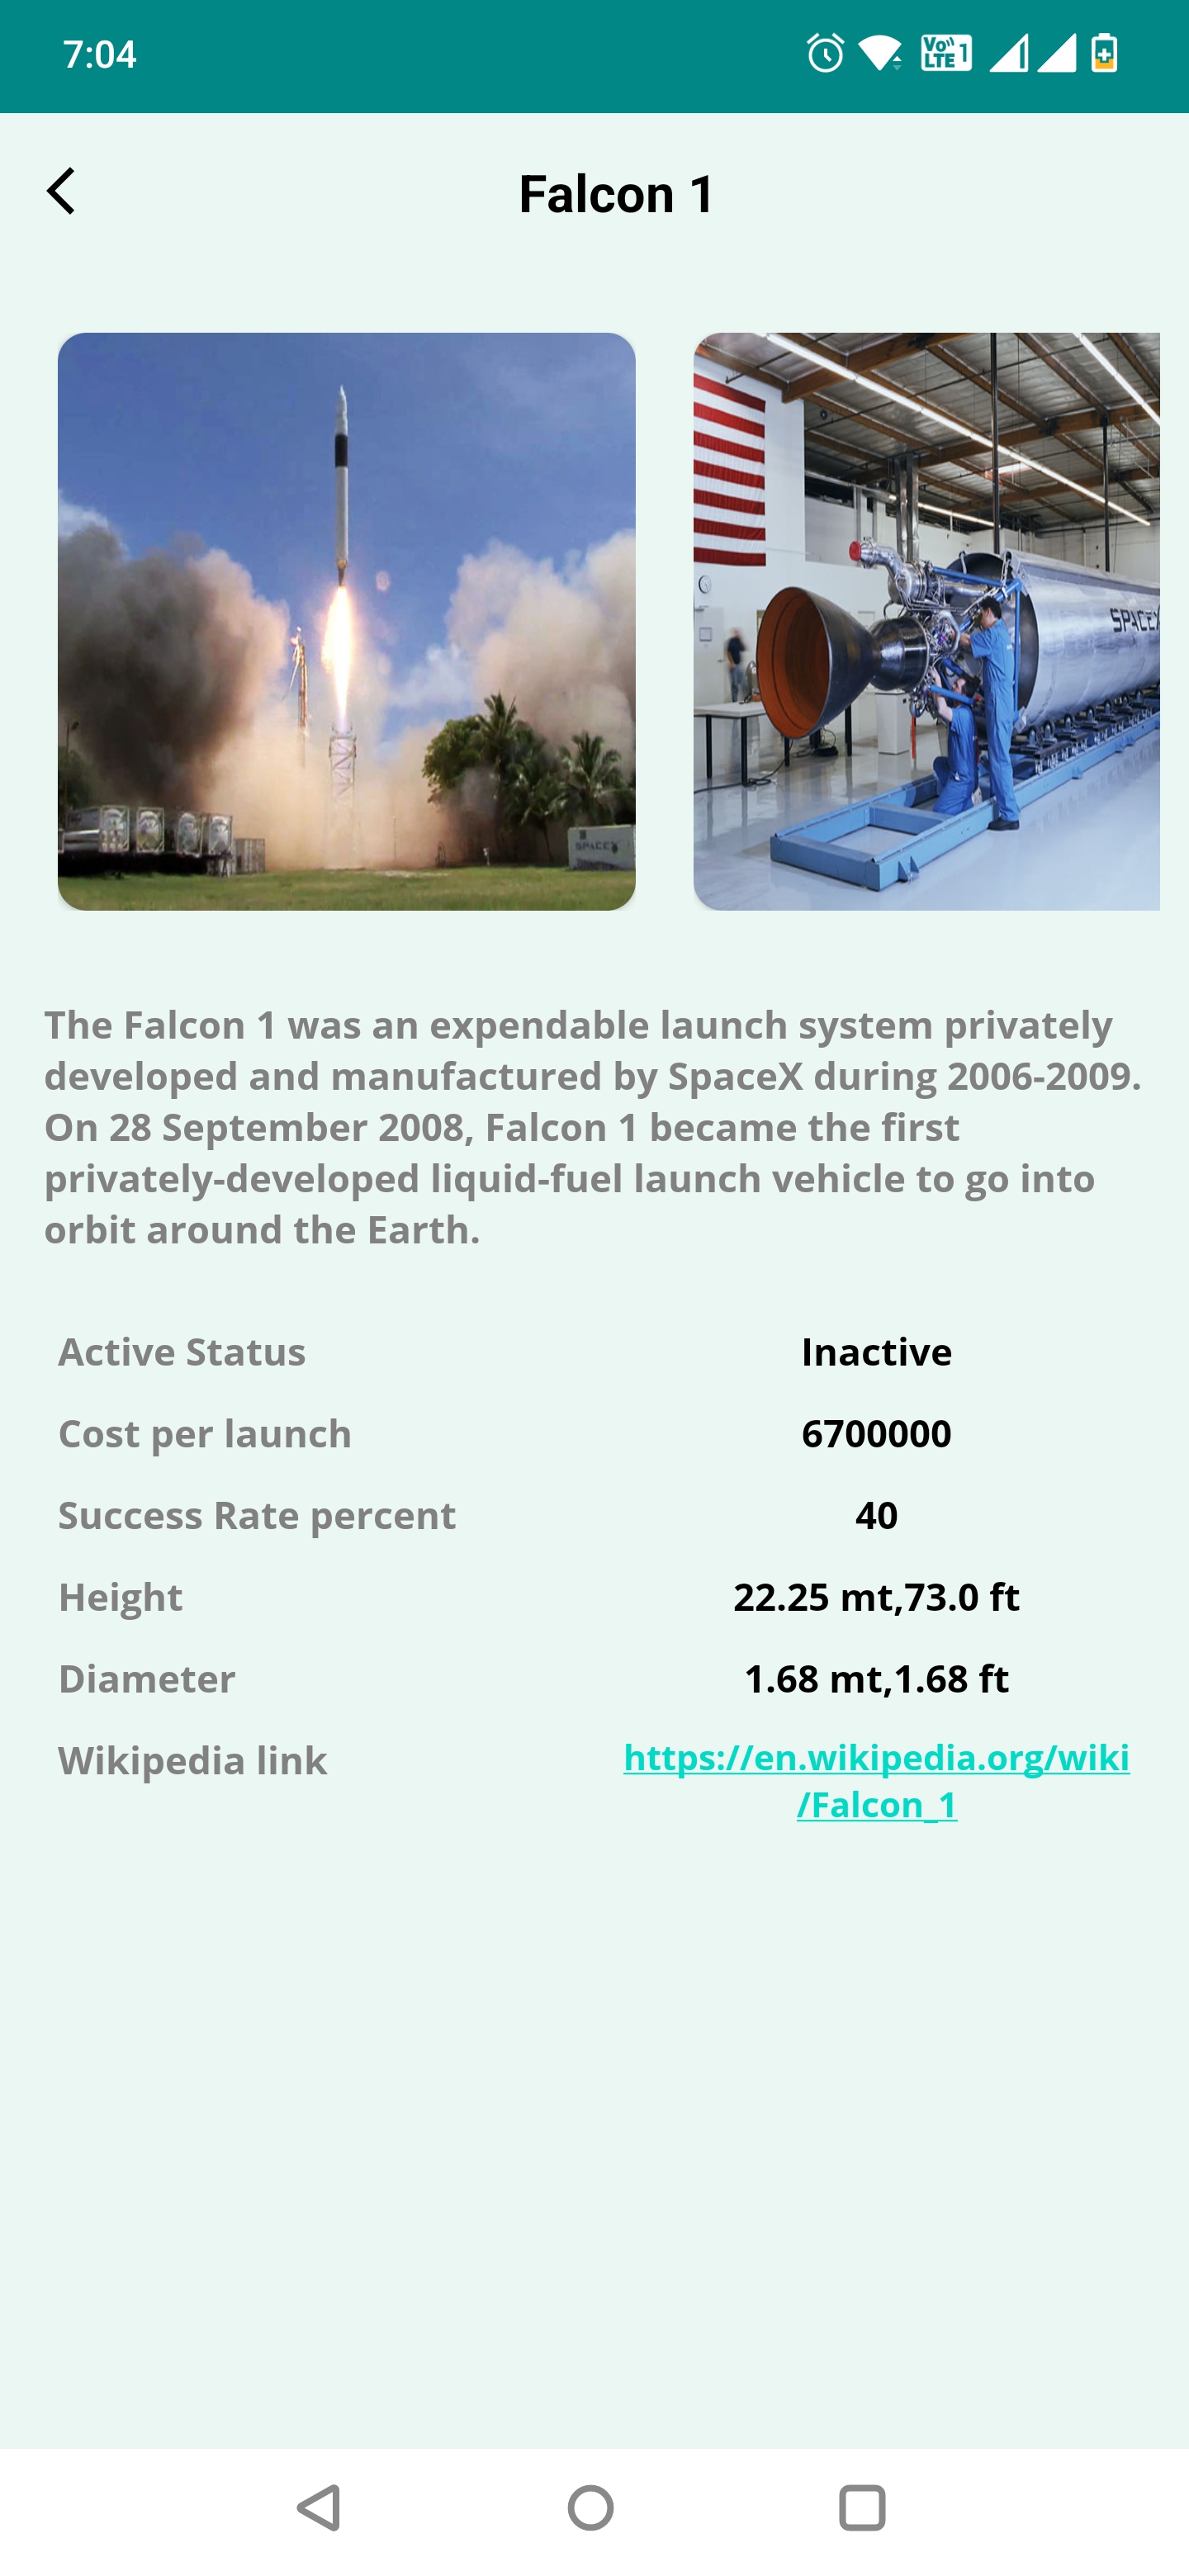 7:04
Vo)) LTE 1
Falcon 1
SPACEX
SPACEX
The Falcon 1 was an expendable launch system privately
developed and manufactured by SpaceX during 2006-2009.
On 28 September 2008, Falcon 1 became the first
privately-developed liquid-fuel launch vehicle to go into
orbit around the Earth.
Active Status Inactive
Cost per launch 6700000
Success Rate percent 40
Height 22.25 mt,73.0 ft
Diameter 1.68 mt,1.68 ft
Wikipedia link https://en.wikipedia.org/wiki
/Falcon_1